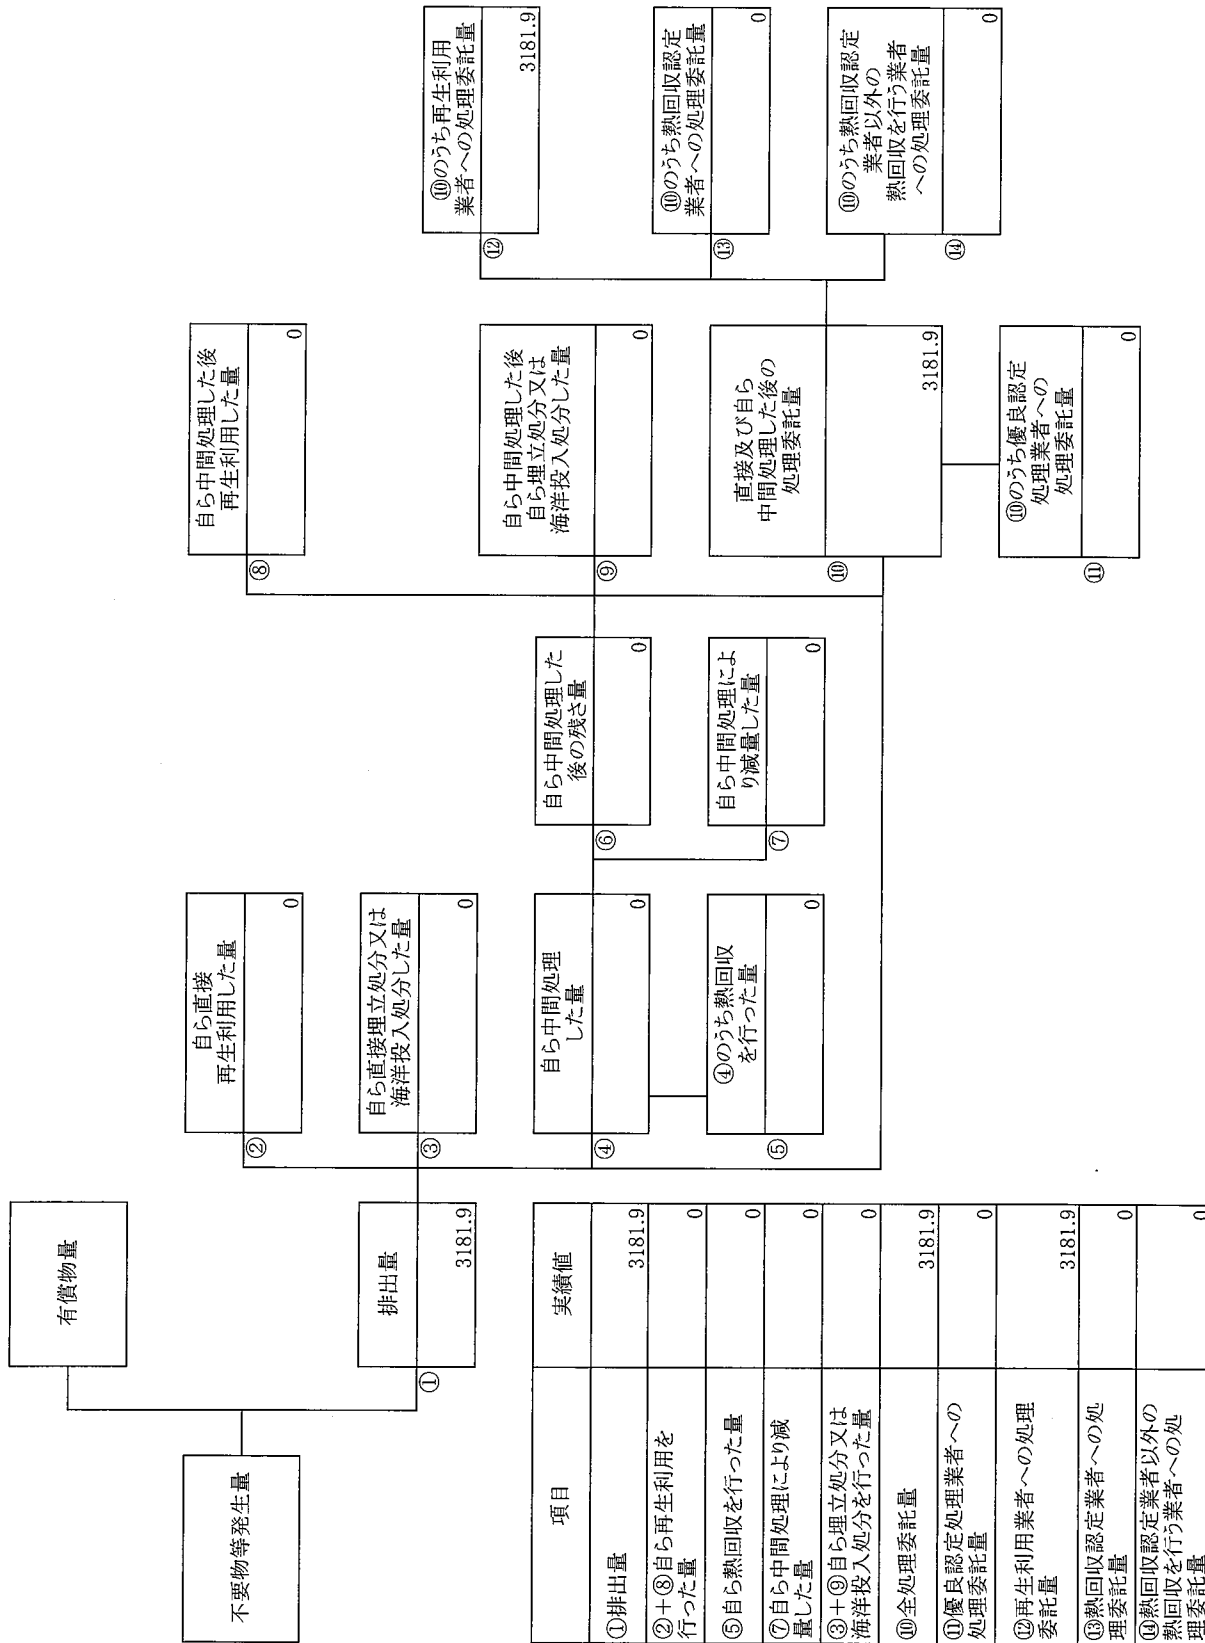 不要物等発生量
有償物量
①
排出量
3181.9
②
自ら直接
再生利用した量
0
③
自ら直接埋立処分又は
海洋投入処分した量
0
④
自ら中間処理
した量
0
⑤
④のうち熱回収
を行った量
0
⑥
自ら中間処理した
後の残さ量
0
⑦
自ら中間処理によ
り減量した量
0
⑧
自ら中間処理した後
再生利用した量
0
⑨
自ら中間処理した後
自ら埋立処分又は
海洋投入処分した量
0
⑩
直接及び自ら
中間処理した後の
処理委託量
3181.9
⑪
⑩のうち優良認定
処理業者への
処理委託量
0
⑫
⑩のうち再生利用
業者への処理委託量
3181.9
⑬
⑩のうち熱回収認定
業者への処理委託量
0
⑭
⑩のうち熱回収認定
業者以外の
熱回収を行う業者
への処理委託量
0
項目 実績値
①排出量 3181.9
②+⑧自ら再生利用を
行った量 0
⑤自ら熱回収を行った量 0
⑦自ら中間処理により減
量した量 0
③+⑨自ら埋立処分又は
海洋投入処分を行った量 0
⑩全処理委託量 3181.9
⑪優良認定処理業者への
処理委託量 0
⑫再生利用業者への処理
委託量 3181.9
⑬熱回収認定業者への処
理委託量 0
⑭熱回収認定業者以外の
熱回収を行う業者への処
理委託量 0